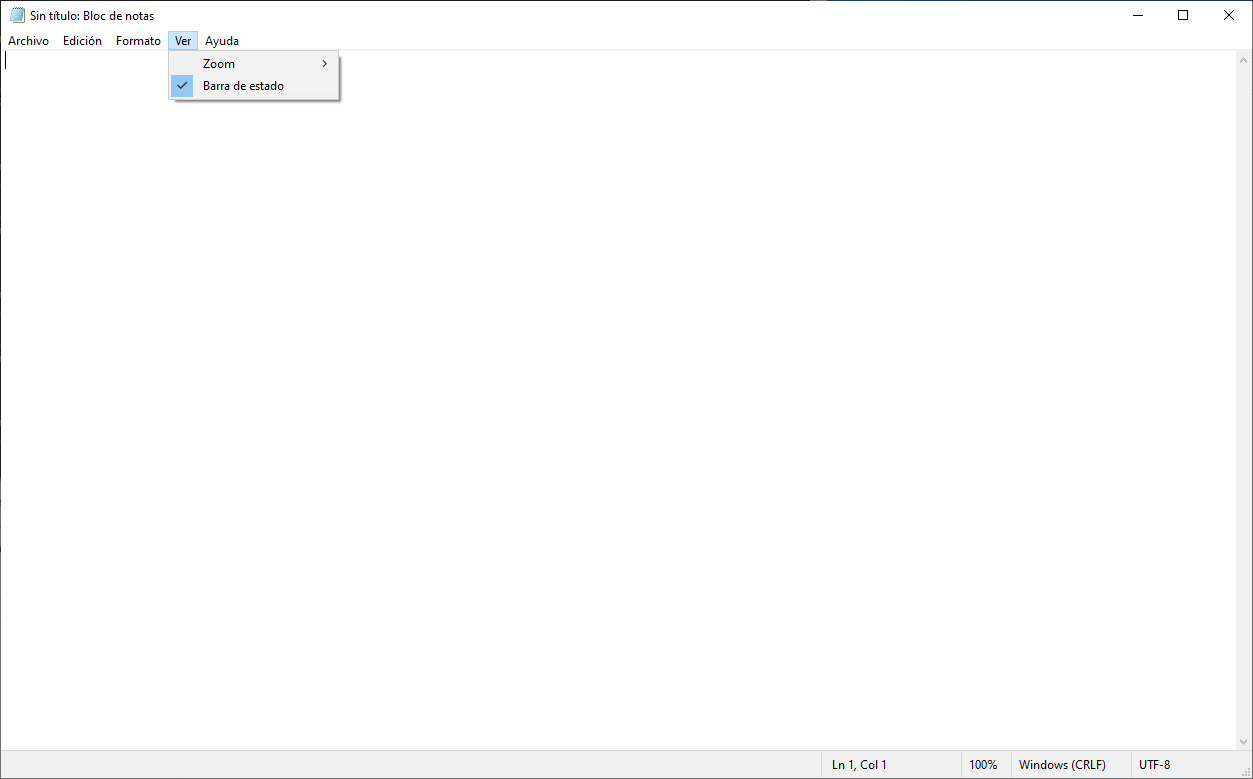 Sin título: Bloc de notas
Archivo Edición Formato Ver Ayuda
Zoom
Barra de estado
Ln 1, Col 1 100% Windows (CRLF) UTF-8